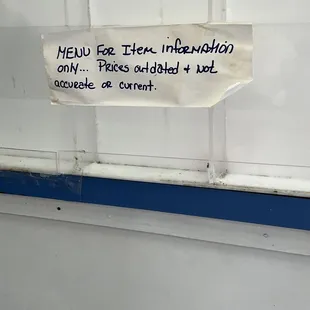 MENU FOR ITEM INFORMATION
ONLY... PRICES OUTDATED + NOT
ACCURATE OR CURRENT.